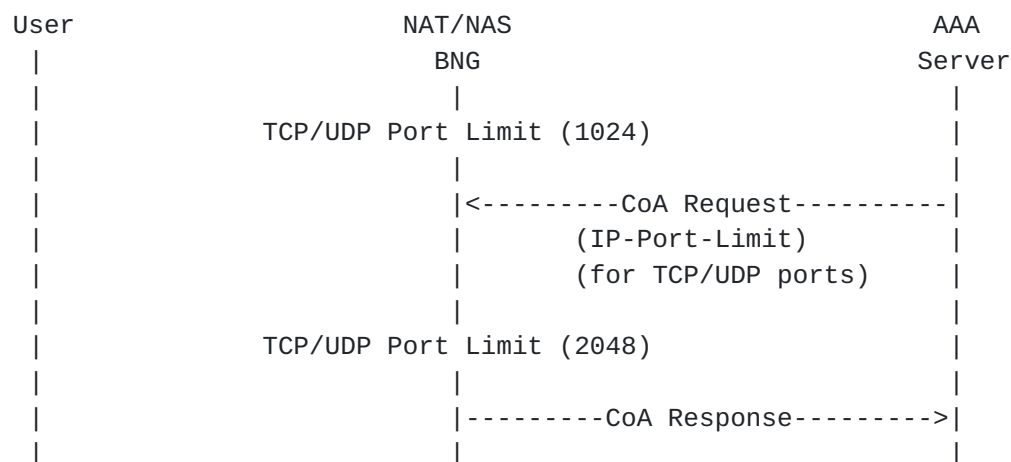 User NAT/NAS AAA
| BNG Server
| | |
| TCP/UDP Port Limit (1024) |
| | |
| |<---------CoA Request----------|
| | (IP-Port-Limit) |
| | (for TCP/UDP ports) |
| | |
| TCP/UDP Port Limit (2048) |
| | |
| |---------CoA Response--------->|
| | |